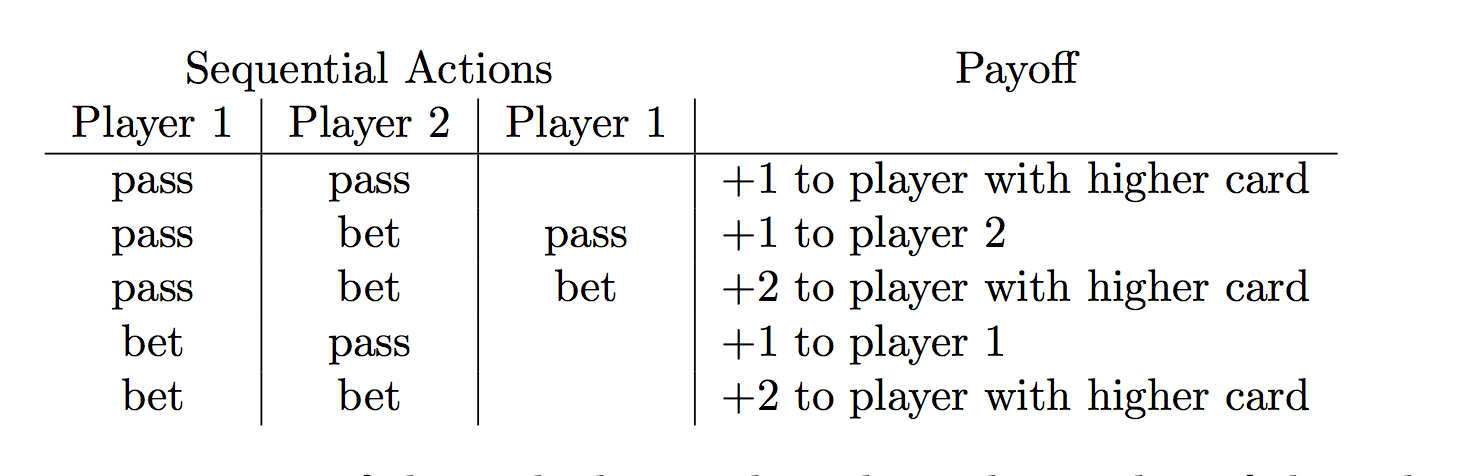 Sequential Actions Payoff
Player 1 Player 2 Player 1
pass pass +1 to player with higher card
pass bet pass +1 to player 2
pass bet bet +2 to player with higher card
bet pass +1 to player 1
bet bet +2 to player with higher card